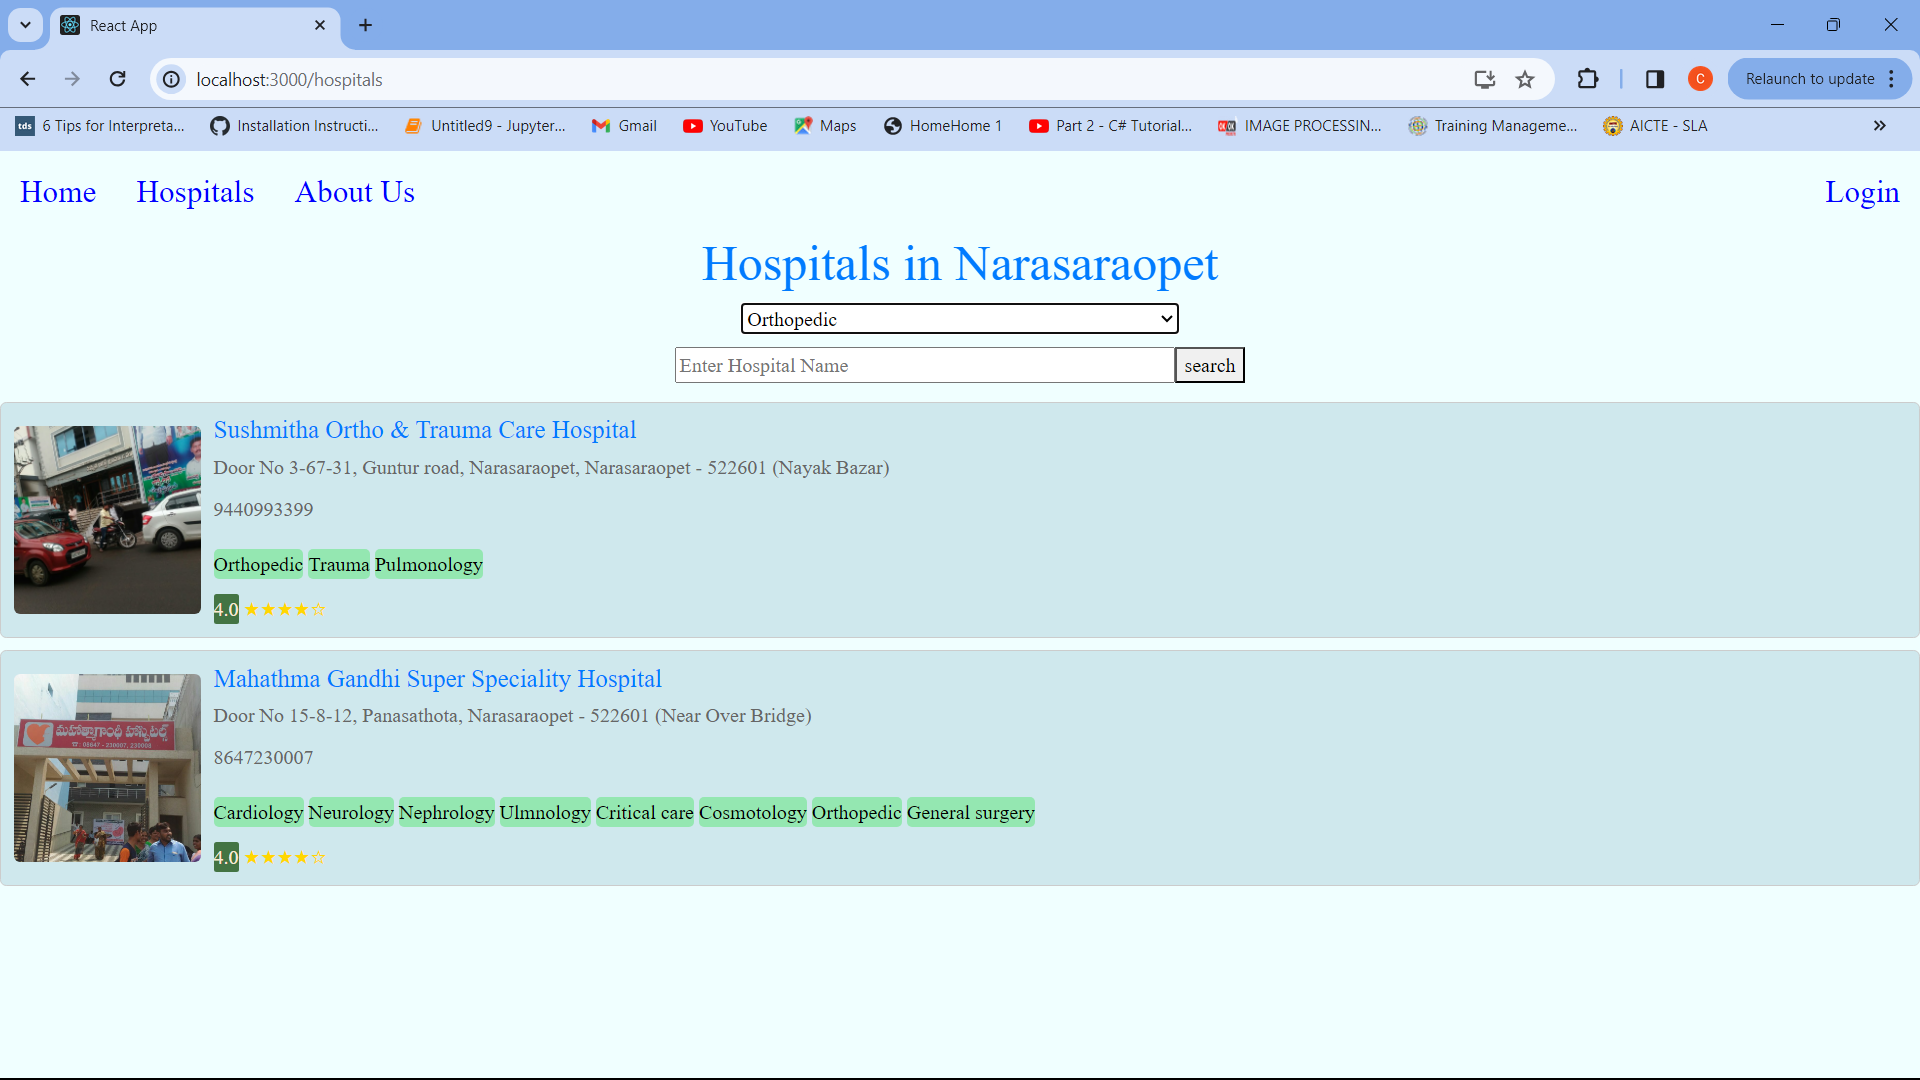 React App
localhost:3000/hospitals
Relaunch to update
C
tds 6 Tips for Interpreta...
Installation Instructi...
Untitled9 - Jupyter...
Gmail
YouTube
Maps
HomeHome 1
Part 2 - C# Tutorial...
IMAGE PROCESSIN...
Training Manageme...
AICTE - SLA
Home
Hospitals
About Us
Login
Hospitals in Narasaraopet
Orthopedic
Enter Hospital Name
search
Sushmitha Ortho & Trauma Care Hospital
Door No 3-67-31, Guntur road, Narasaraopet, Narasaraopet - 522601 (Nayak Bazar)
9440993399
Orthopedic Trauma Pulmonology
4.0 ★★★★☆
Mahathma Gandhi Super Speciality Hospital
Door No 15-8-12, Panasathota, Narasaraopet - 522601 (Near Over Bridge)
మహాత్మాగాంధీ హాస్పిటల్స్
8647230007
Cardiology Neurology Nephrology Ulmnology Critical care Cosmotology Orthopedic General surgery
4.0 ★★★★☆